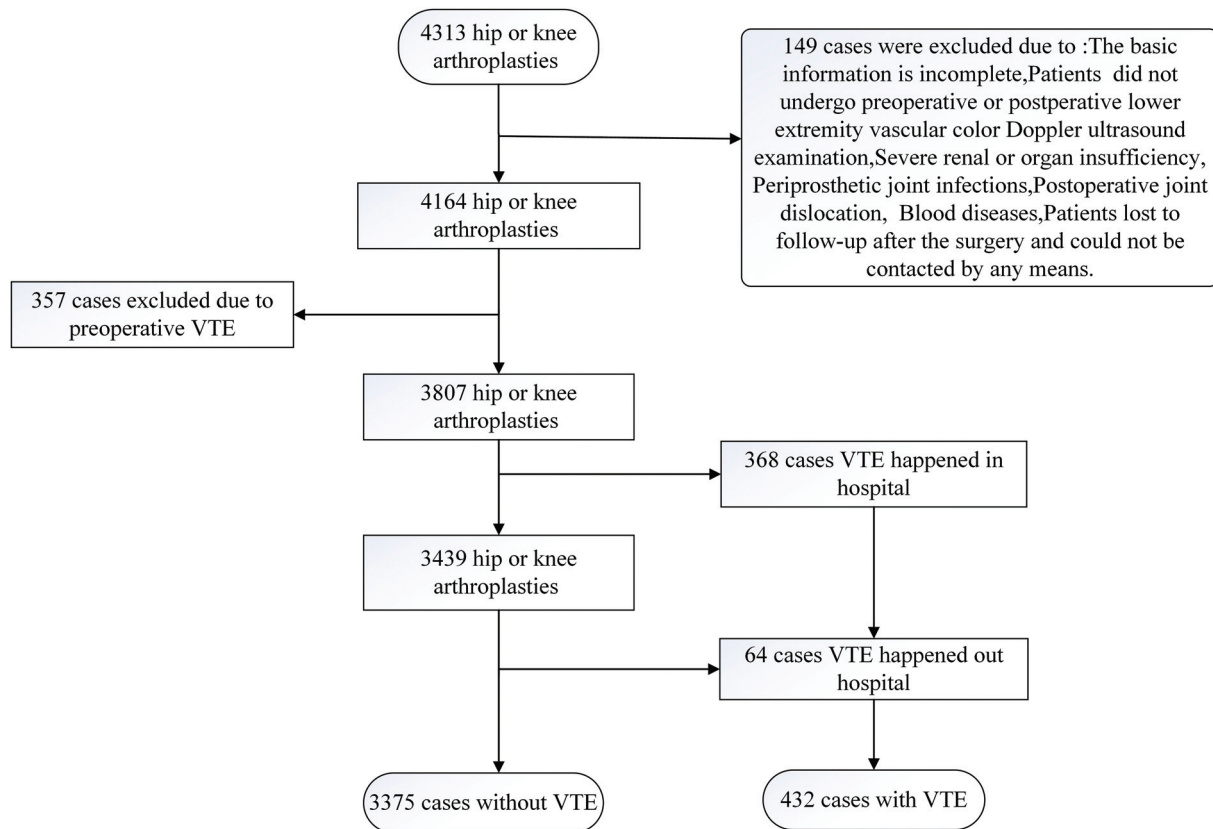 4313 hip or knee
arthroplasties
149 cases were excluded due to :The basic
information is incomplete,Patients did not
undergo preoperative or postperative lower
extremity vascular color Doppler ultrasound
examination,Severe renal or organ insufficiency,
Periprosthetic joint infections,Postoperative joint
dislocation, Blood diseases,Patients lost to
follow-up after the surgery and could not be
contacted by any means.
4164 hip or knee
arthroplasties
357 cases excluded due to
preoperative VTE
3807 hip or knee
arthroplasties
368 cases VTE happened in
hospital
3439 hip or knee
arthroplasties
64 cases VTE happened out
hospital
3375 cases without VTE
432 cases with VTE